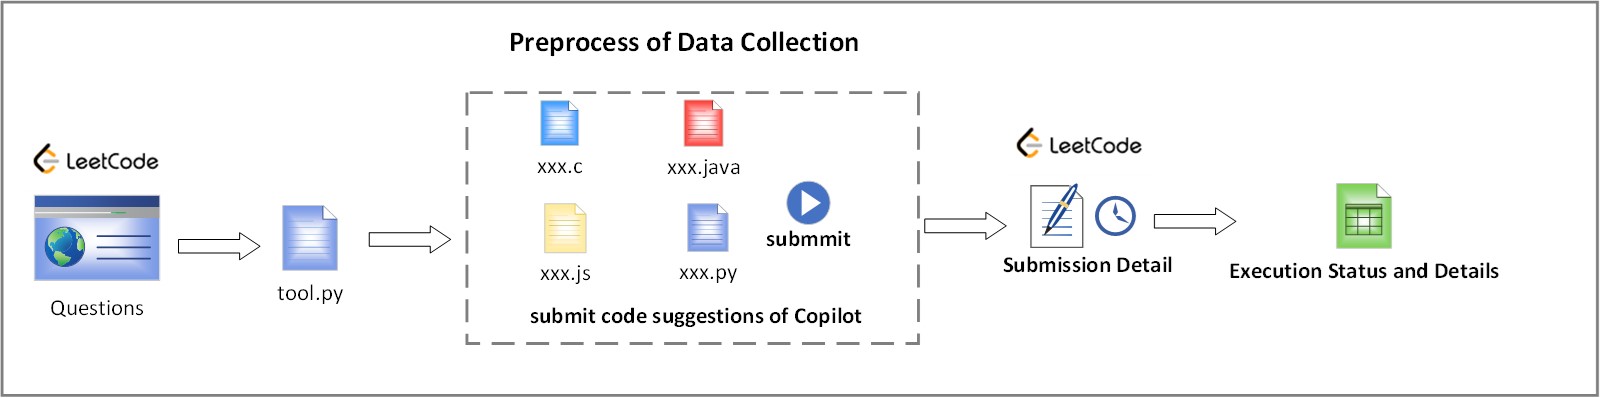 Preprocess of Data Collection
LeetCode
Questions
tool.py
xxx.c
xxx.java
xxx.js
xxx.py
submmit
submit code suggestions of Copilot
LeetCode
Submission Detail
Execution Status and Details